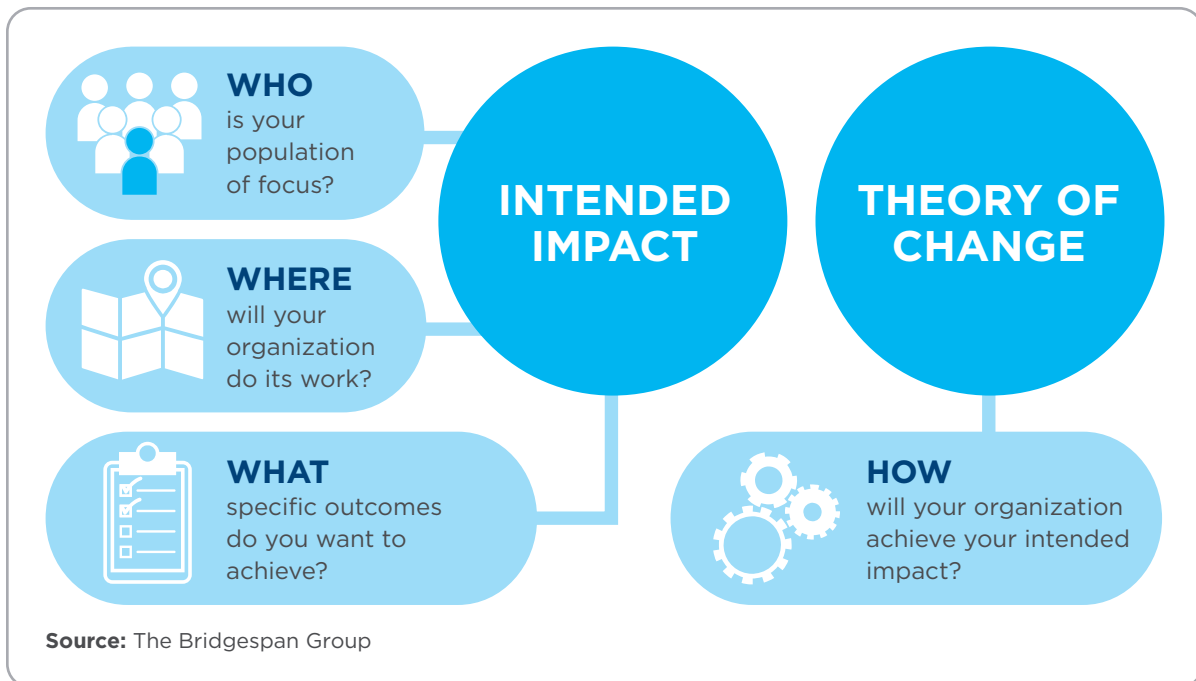 WHO
is your
population
of focus?
WHERE
will your
organization
do its work?
WHAT
specific outcomes
do you want to
achieve?
INTENDED
IMPACT
THEORY OF
CHANGE
HOW
will your organization
achieve your intended
impact?
Source: The Bridgespan Group